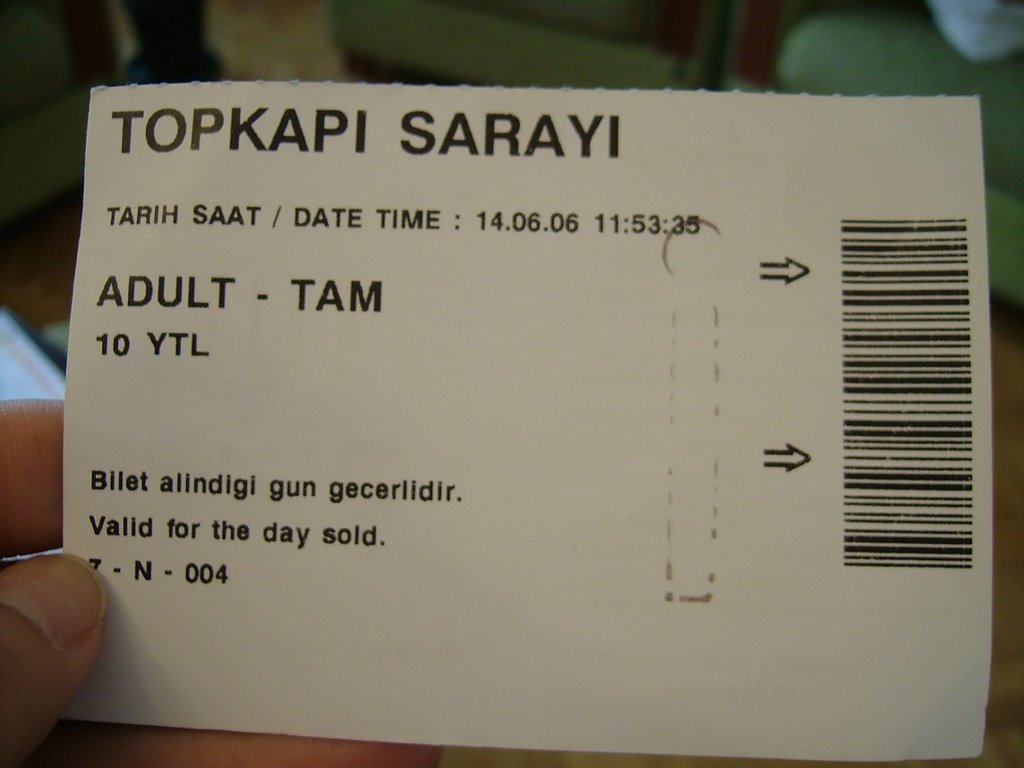 TOPKAPI SARAYI
TARIH SAAT / DATE TIME : 14.06.06 11:53:35
ADULT - TAM
10 YTL
Bilet alindigi gun gecerlidir.
Valid for the day sold.
7 - N - 004